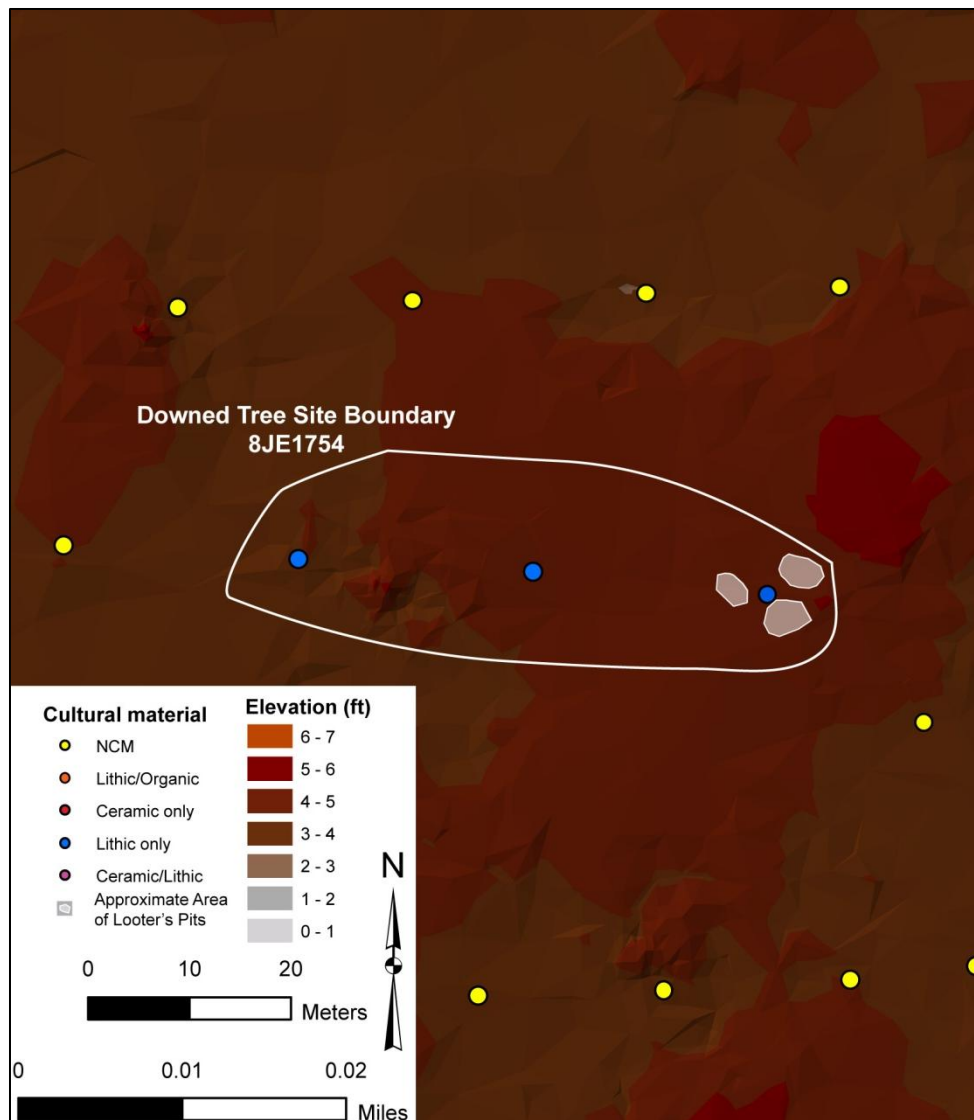 Downed Tree Site Boundary
8JE1754
Cultural material
NCM
Lithic/Organic
Ceramic only
Lithic only
Ceramic/Lithic
Approximate Area
of Looter's Pits
Elevation (ft)
6 - 7
5 - 6
4 - 5
3 - 4
2 - 3
1 - 2
0 - 1
N
0 10 20
Meters
0 0.01 0.02
Miles